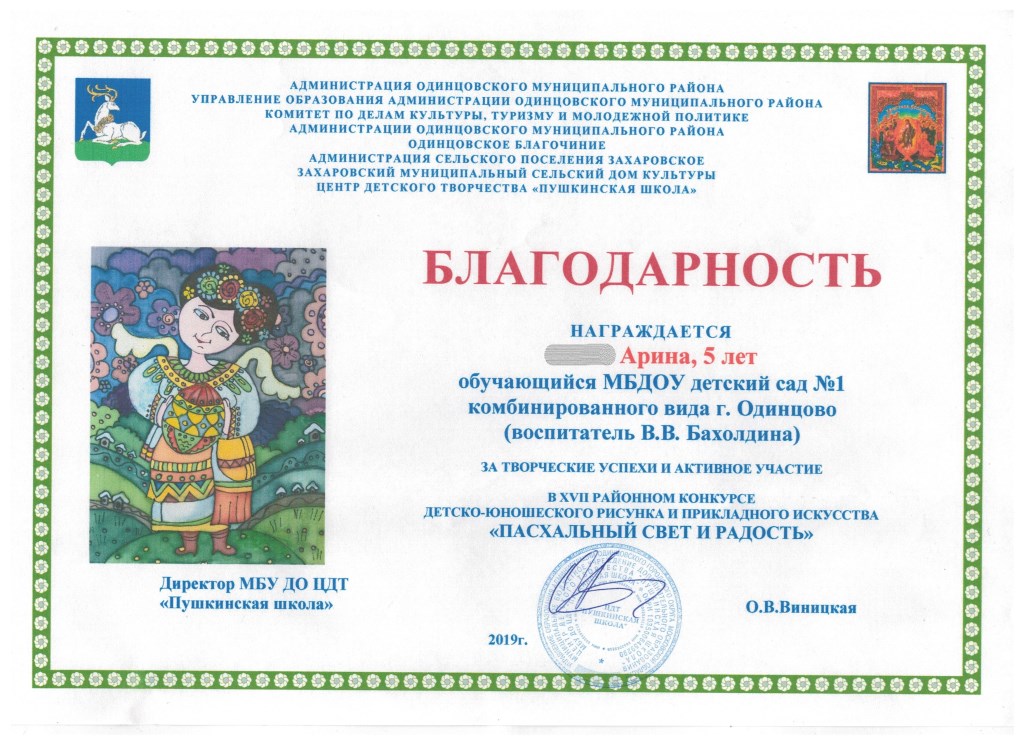 АДМИНИСТРАЦИЯ ОДИНЦОВСКОГО МУНИЦИПАЛЬНОГО РАЙОНА
УПРАВЛЕНИЕ ОБРАЗОВАНИЯ АДМИНИСТРАЦИИ ОДИНЦОВСКОГО МУНИЦИПАЛЬНОГО РАЙОНА
КОМИТЕТ ПО ДЕЛАМ КУЛЬТУРЫ, ТУРИЗМУ И МОЛОДЕЖНОЙ ПОЛИТИКЕ
АДМИНИСТРАЦИИ ОДИНЦОВСКОГО МУНИЦИПАЛЬНОГО РАЙОНА
ОДИНЦОВСКОЕ БЛАГОЧИНИЕ
АДМИНИСТРАЦИЯ СЕЛЬСКОГО ПОСЕЛЕНИЯ ЗАХАРОВСКОЕ
ЗАХАРОВСКИЙ МУНИЦИПАЛЬНЫЙ СЕЛЬСКИЙ ДОМ КУЛЬТУРЫ
ЦЕНТР ДЕТСКОГО ТВОРЧЕСТВА «ПУШКИНСКАЯ ШКОЛА»
БЛАГОДАРНОСТЬ
НАГРАЖДАЕТСЯ
Арина, 5 лет
обучающийся МБДОУ детский сад №1
комбинированного вида г. Одинцово
(воспитатель В.В. Бахолдина)
ЗА ТВОРЧЕСКИЕ УСПЕХИ И АКТИВНОЕ УЧАСТИЕ
В XVII РАЙОННОМ КОНКУРСЕ
ДЕТСКО-ЮНОШЕСКОГО РИСУНКА И ПРИКЛАДНОГО ИСКУССТВА
«ПАСХАЛЬНЫЙ СВЕТ И РАДОСТЬ»
Директор МБУ ДО ЦДТ
«Пушкинская школа»
ЦДТ
"ПУШКИНСКАЯ
ШКОЛА"
О.В.Виницкая
2019г.